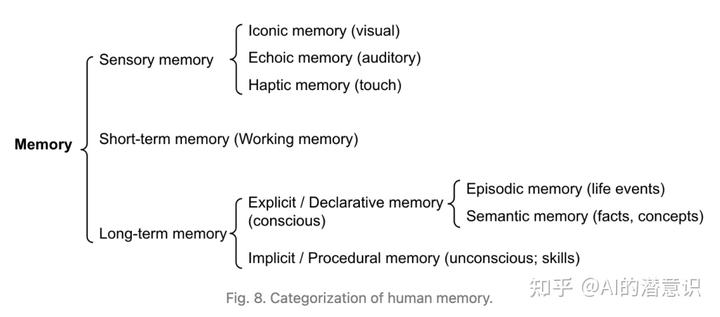 Memory
Sensory memory
Iconic memory (visual)
Echoic memory (auditory)
Haptic memory (touch)
Short-term memory (Working memory)
Long-term memory
Explicit / Declarative memory
(conscious)
Episodic memory (life events)
Semantic memory (facts, concepts)
Implicit / Procedural memory (unconscious; skills)
Fig. 8. Categorization of human memory.
知乎 @AI的潜意识